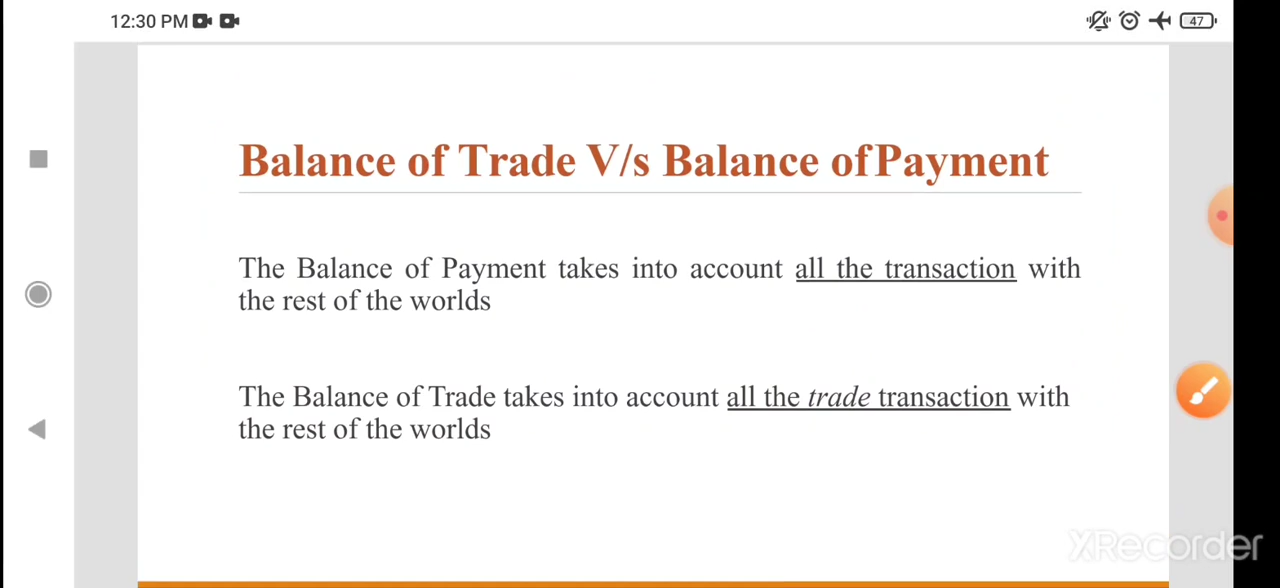 12:30 PM
47
Balance of Trade V/s Balance of Payment
The Balance of Payment takes into account all the transaction with
the rest of the worlds
The Balance of Trade takes into account all the trade transaction with
the rest of the worlds
XRecorder